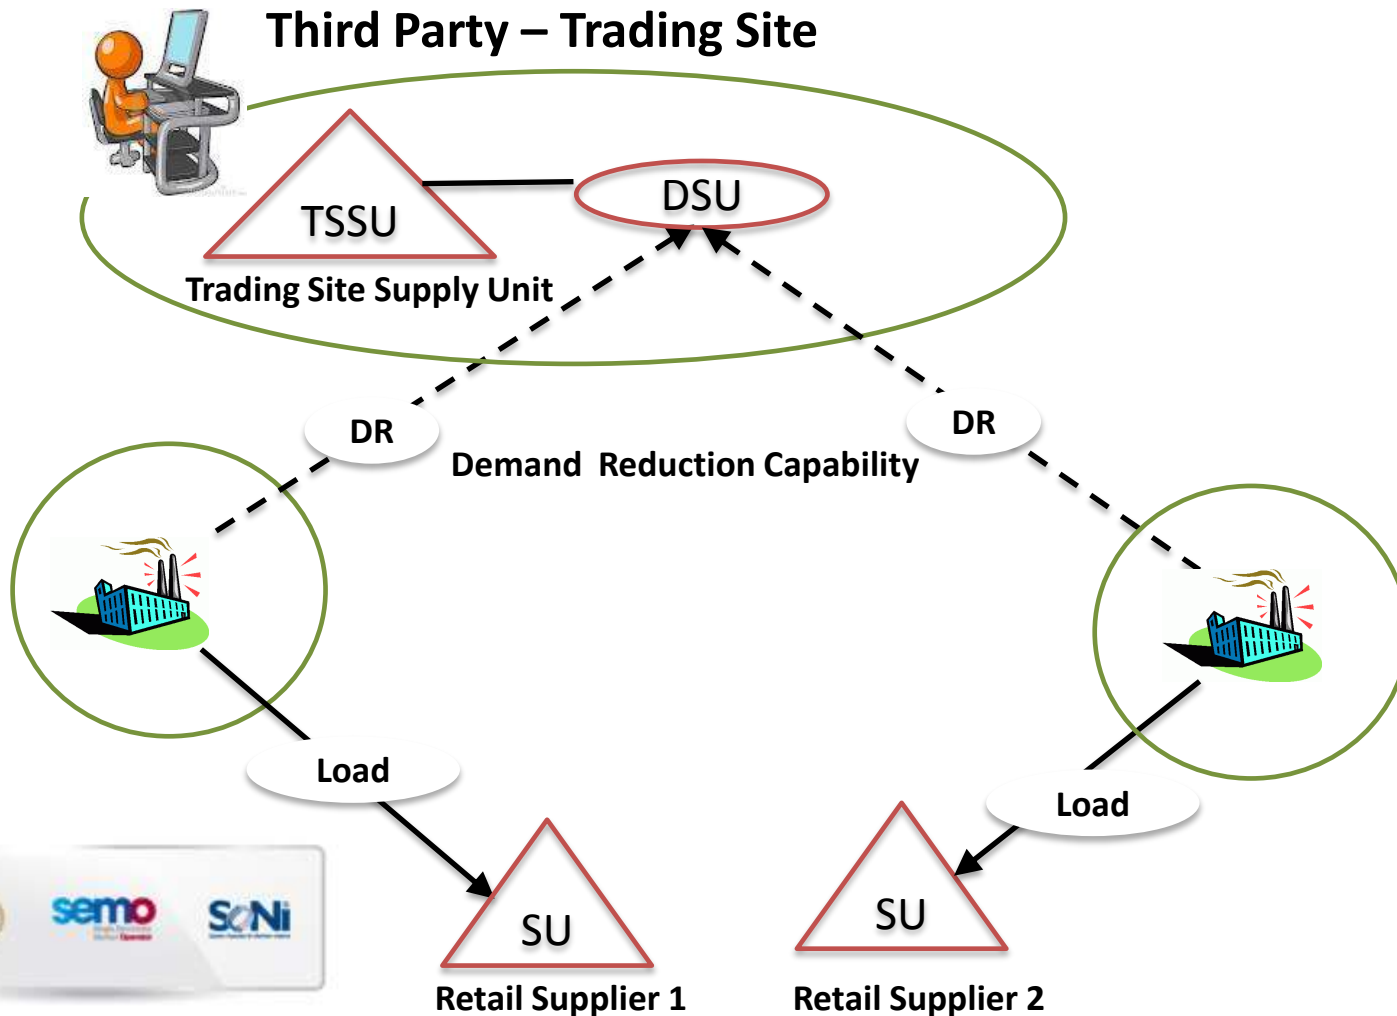 Third Party – Trading Site
TSSU
DSU
Trading Site Supply Unit
DR
DR
Demand Reduction Capability
Load
Load
SU
SU
Retail Supplier 1
Retail Supplier 2
semo
SONI